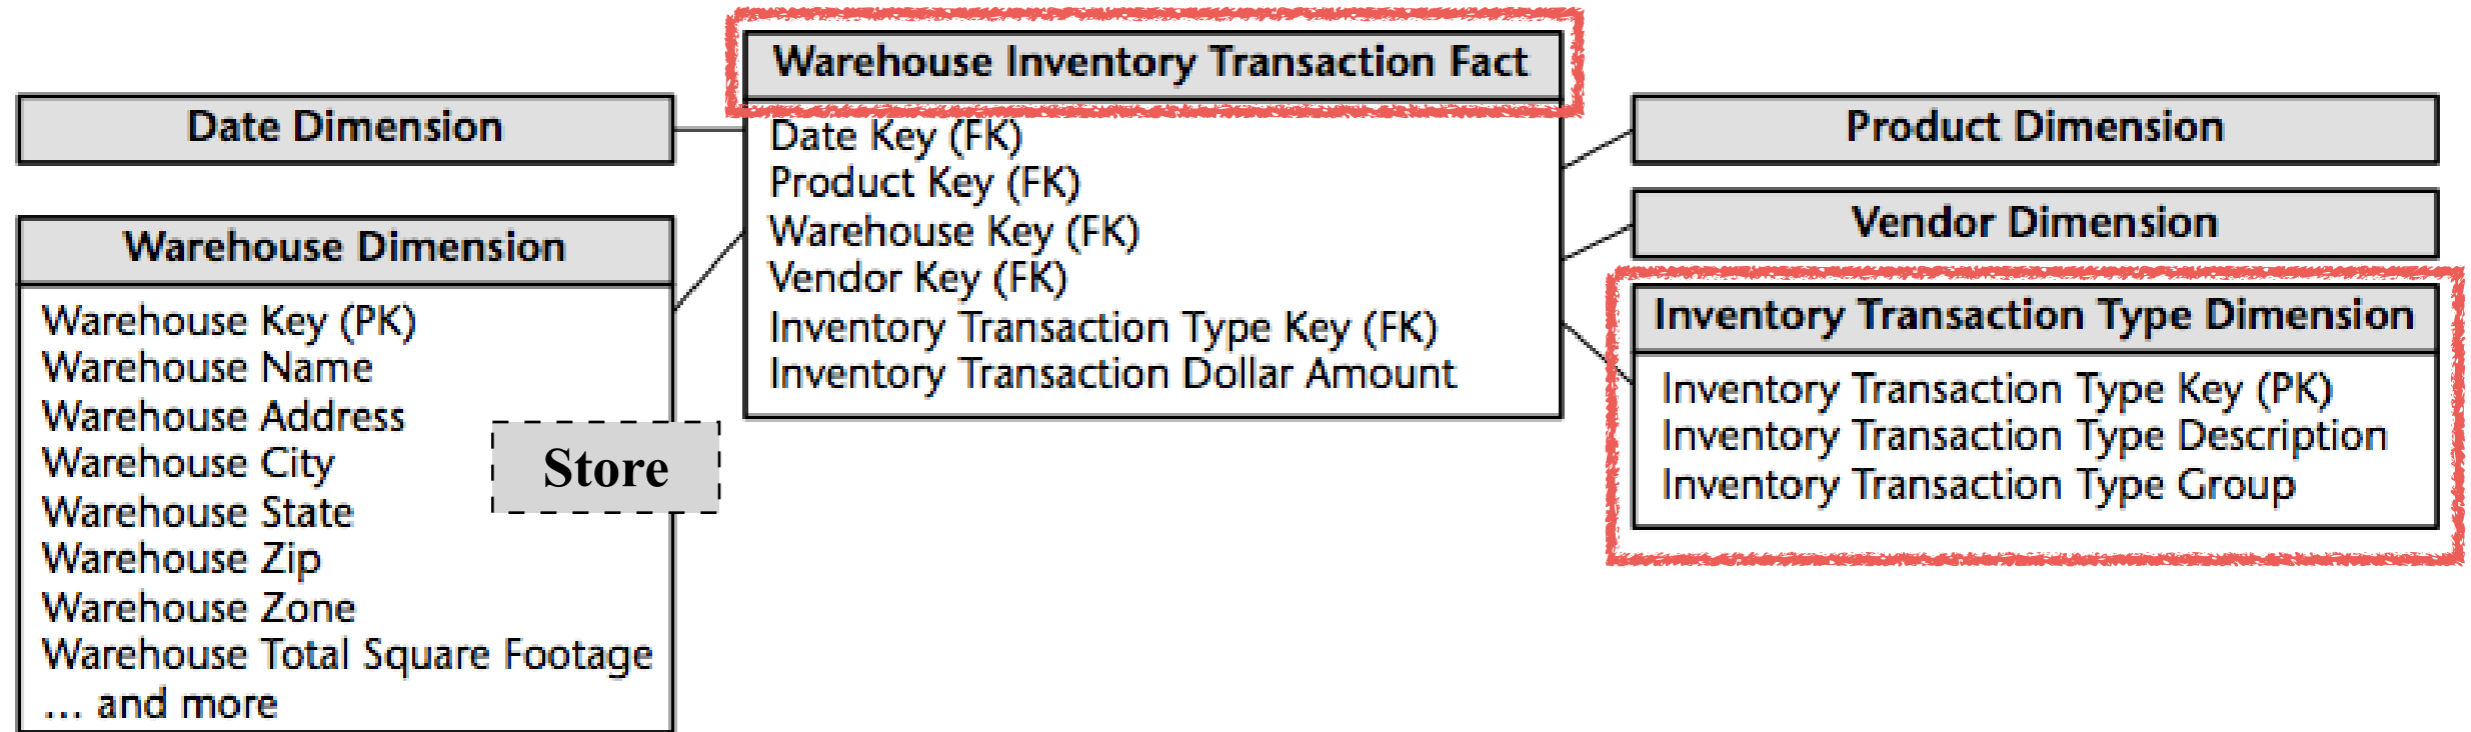 Warehouse Inventory Transaction Fact
Date Key (FK)
Product Key (FK)
Warehouse Key (FK)
Vendor Key (FK)
Inventory Transaction Type Key (FK)
Inventory Transaction Dollar Amount
Date Dimension
Warehouse Dimension
Warehouse Key (PK)
Warehouse Name
Warehouse Address
Warehouse City
Warehouse State
Warehouse Zip
Warehouse Zone
Warehouse Total Square Footage
... and more
Store
Product Dimension
Vendor Dimension
Inventory Transaction Type Dimension
Inventory Transaction Type Key (PK)
Inventory Transaction Type Description
Inventory Transaction Type Group